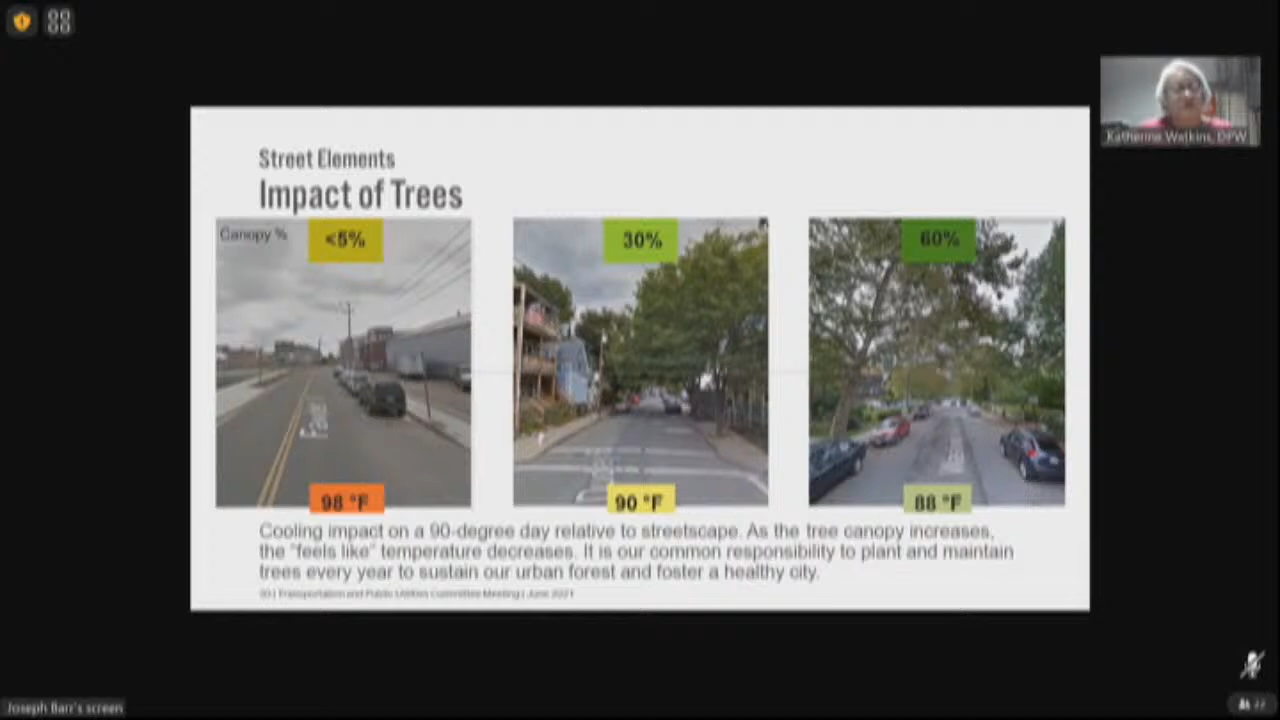 Katherine Watkins, DPW
Street Elements
Impact of Trees
Canopy %
<5%
30%
60%
98 °F
90 °F
88 °F
Cooling impact on a 90-degree day relative to streetscape. As the tree canopy increases,
the "feels like" temperature decreases. It is our common responsibility to plant and maintain
trees every year to sustain our urban forest and foster a healthy city.
Transportation and Public Utilities Committee Meeting | June 2021
Joseph Barr's screen